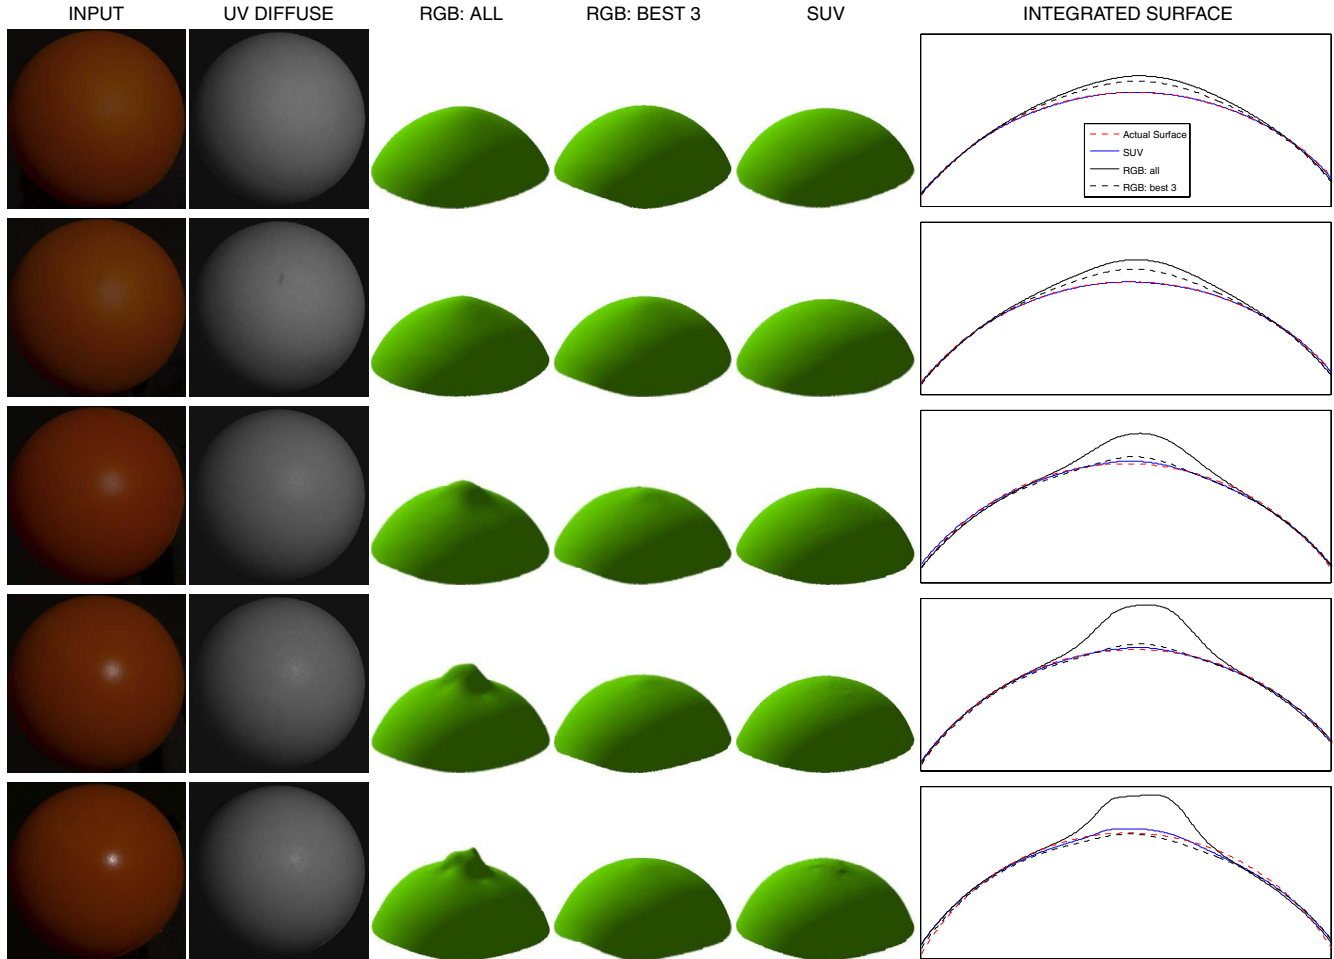 INPUT
UV DIFFUSE
RGB: ALL
RGB: BEST 3
SUV
INTEGRATED SURFACE
Actual Surface
SUV
RGB: all
RGB: best 3